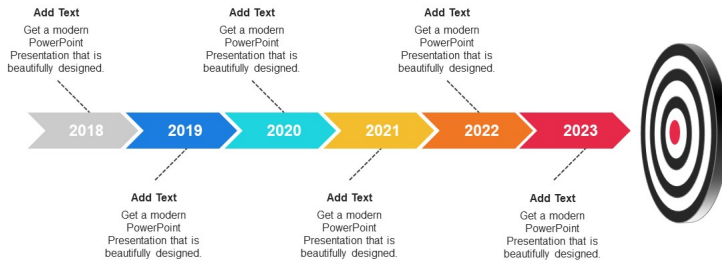 Add Text
Get a modern
PowerPoint
Presentation that is
beautifully designed.
Add Text
Get a modern
PowerPoint
Presentation that is
beautifully designed.
Add Text
Get a modern
PowerPoint
Presentation that is
beautifully designed.
2018 2019 2020 2021 2022 2023
Add Text
Get a modern
PowerPoint
Presentation that is
beautifully designed.
Add Text
Get a modern
PowerPoint
Presentation that is
beautifully designed.
Add Text
Get a modern
PowerPoint
Presentation that is
beautifully designed.